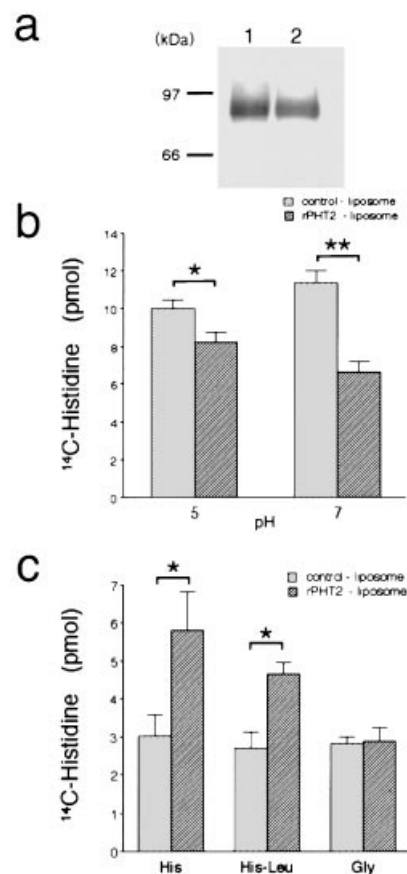 a
(kDa) 1 2
97
66
control - liposome
rPHT2 - liposome
b
¹⁴C-Histidine (pmol)
14
12
10
8
6
4
2
0
*
**
5 7
pH
c
control - liposome
rPHT2 - liposome
¹⁴C-Histidine (pmol)
7
6
5
4
3
2
1
0
*
*
His His-Leu Gly